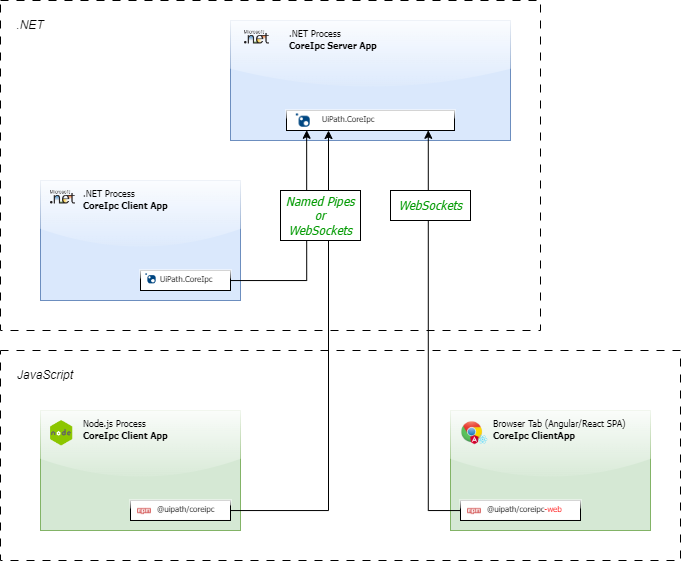 .NET
Microsoft
.net
.NET Process
CoreIpc Server App
UiPath.CoreIpc
Microsoft
.net
.NET Process
CoreIpc Client App
UiPath.CoreIpc
Named Pipes
or
WebSockets
WebSockets
JavaScript
node
Node.js Process
CoreIpc Client App
npm
@uipath/coreipc
A
Browser Tab (Angular/React SPA)
CoreIpc ClientApp
npm
@uipath/coreipc-web